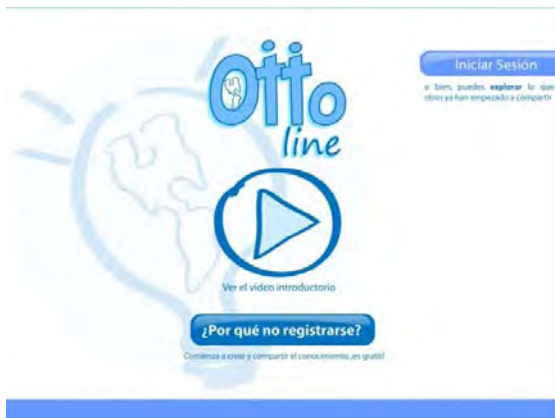 Otto
line
Iniciar Sesión
o bien, puedes explorar lo que
otros ya han empezado a compartir
Ver el video introductorio
¿Por qué no registrarse?
Comienza a crear y compartir el conocimiento, ¡es gratis!